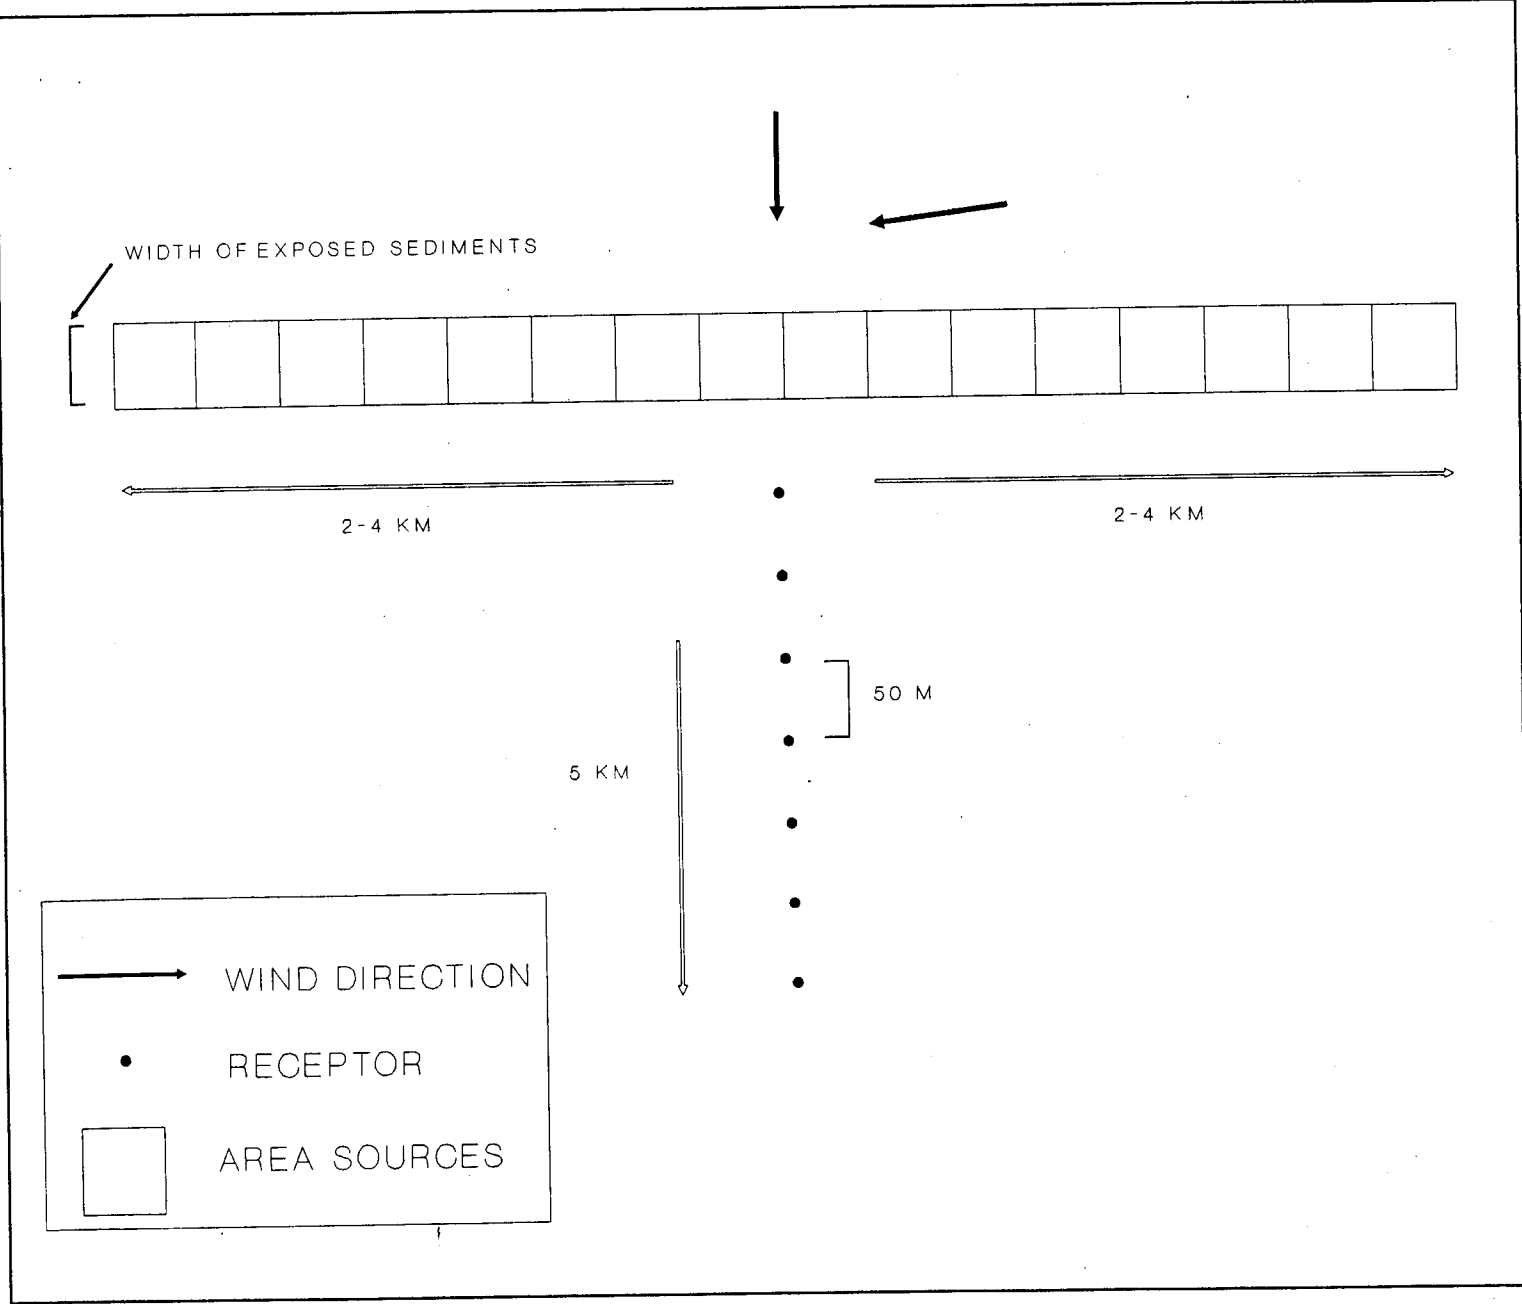 WIDTH OF EXPOSED SEDIMENTS
2-4 KM
2-4 KM
50 M
5 KM
WIND DIRECTION
RECEPTOR
AREA SOURCES